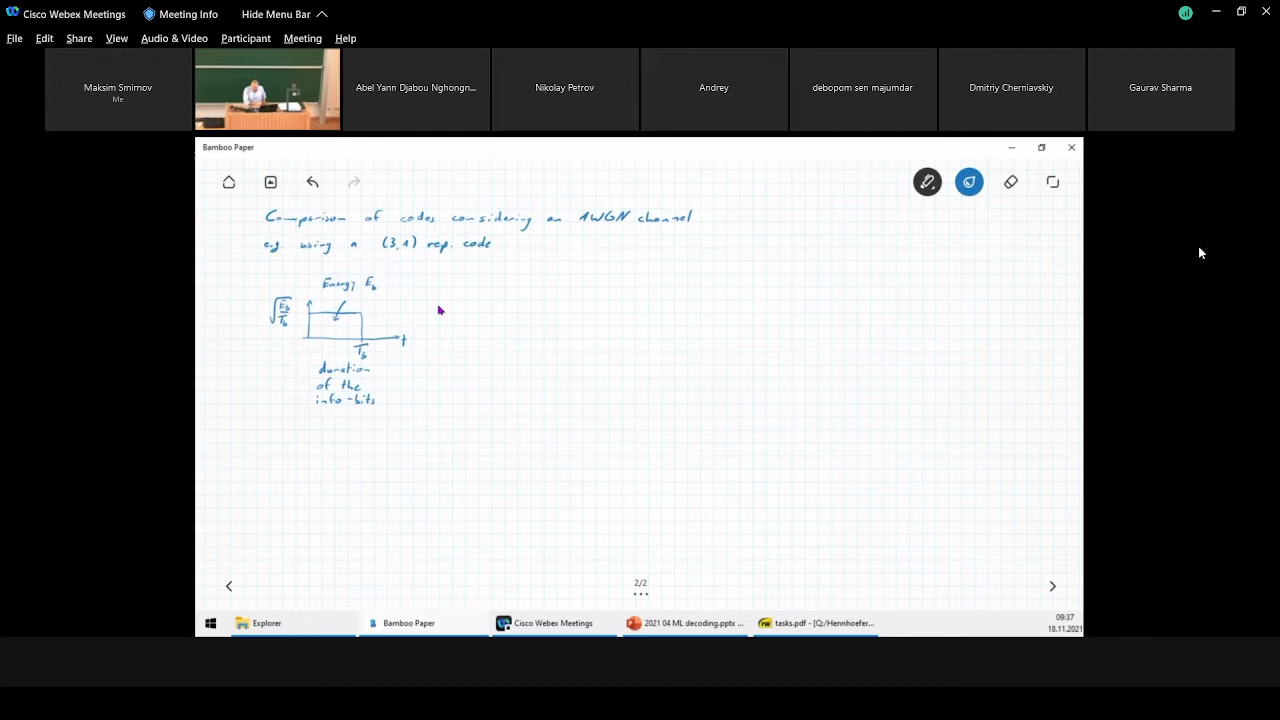 Cisco Webex Meetings
Meeting Info
Hide Menu Bar
File Edit Share View Audio & Video Participant Meeting Help
Maksim Smirnov
Me
Abel Yann Djabou Nghongn...
Nikolay Petrov
Andrey
debopom sen majumdar
Dmitriy Cherniavskiy
Gaurav Sharma
Bamboo Paper
Comparison of codes considering an AWGN channel
e.g. using a (3,1) rep. code
Energy E_b
√(E_b/T_b)
t
T_b
duration
of the
info-bits
2/2
Explorer
Bamboo Paper
Cisco Webex Meetings
2021 04 ML decoding.pptx ...
tasks.pdf - [Q:/Hennhoefer...
09:37
18.11.2021